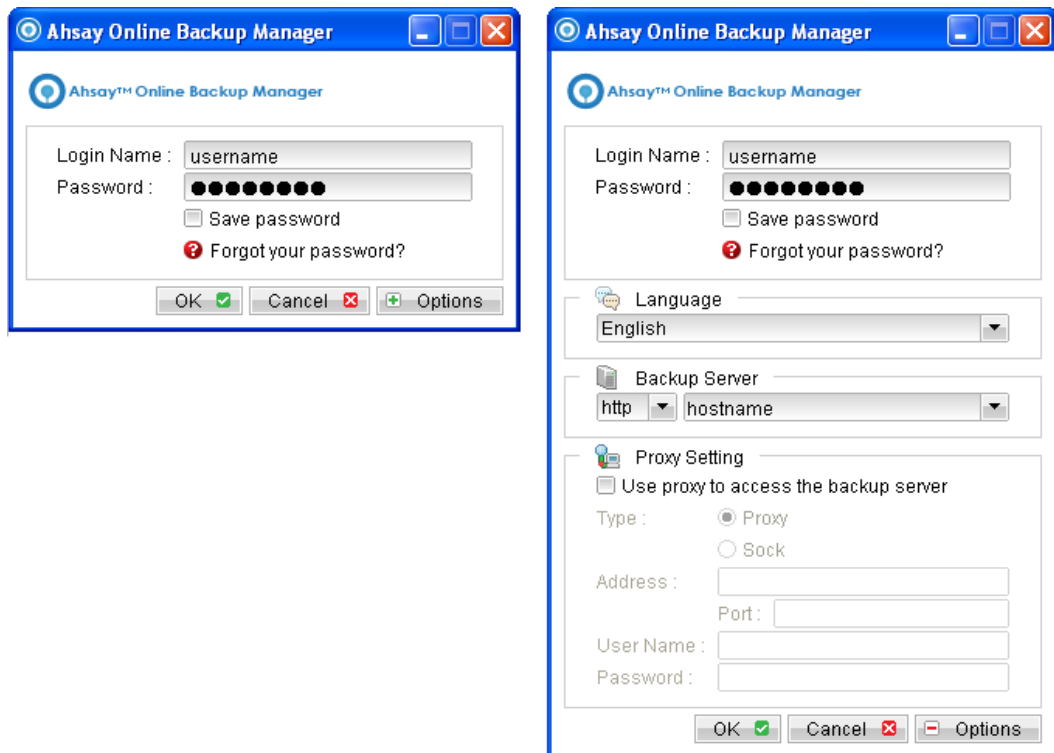 Ahsay Online Backup Manager
Ahsay™ Online Backup Manager
Login Name : username
Password : ●●●●●●●●
Save password
Forgot your password?
OK Cancel Options
Ahsay Online Backup Manager
Ahsay™ Online Backup Manager
Login Name : username
Password : ●●●●●●●●
Save password
Forgot your password?
Language
English
Backup Server
http hostname
Proxy Setting
Use proxy to access the backup server
Type : Proxy
Sock
Address :
Port :
User Name :
Password :
OK Cancel Options